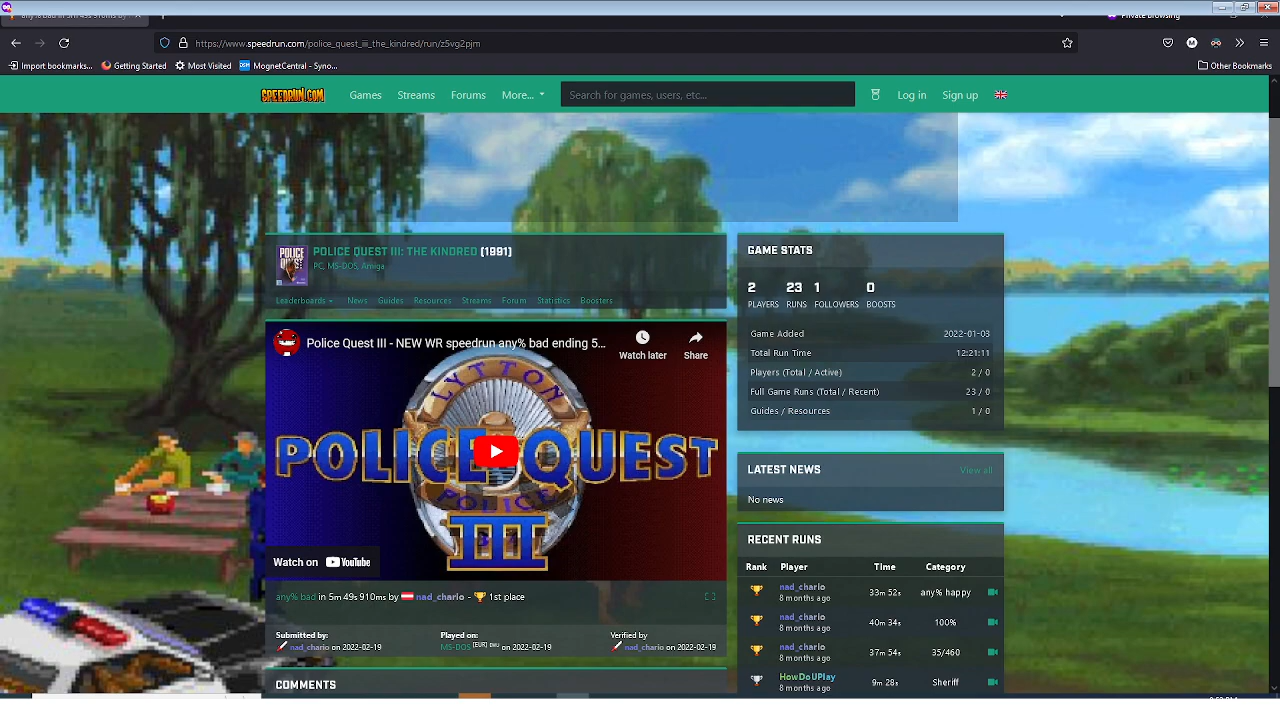 any% bad in 5m 49s 910ms by
Private Browsing
https://www.speedrun.com/police_quest_iii_the_kindred/run/z5vg2pjm
Import bookmarks... Getting Started Most Visited DSM MognetCentral - Syno... Other Bookmarks
SPEEDRUN.COM Games Streams Forums More... Search for games, users, etc... Log in Sign up
POLICE QUEST III: THE KINDRED (1991)
PC, MS-DOS, Amiga
Leaderboards News Guides Resources Streams Forum Statistics Boosters
Police Quest III - NEW WR speedrun any% bad ending 5...
Watch later Share
LYTTON
POLICE QUEST
POLICE
III
Watch on YouTube
any% bad in 5m 49s 910ms by nad_chario - 1st place
Submitted by: Played on: Verified by
nad_chario on 2022-02-19 MS-DOS [EUR] EMU on 2022-02-19 nad_chario on 2022-02-19
COMMENTS
GAME STATS
2 23 1 0
PLAYERS RUNS FOLLOWERS BOOSTS
Game Added 2022-01-03
Total Run Time 12:21:11
Players (Total / Active) 2 / 0
Full Game Runs (Total / Recent) 23 / 0
Guides / Resources 1 / 0
LATEST NEWS View all
No news
RECENT RUNS
Rank Player Time Category
nad_chario 33m 52s any% happy
8 months ago
nad_chario 40m 34s 100%
8 months ago
nad_chario 37m 54s 35/460
8 months ago
HowDoUPlay 9m 28s Sheriff
8 months ago